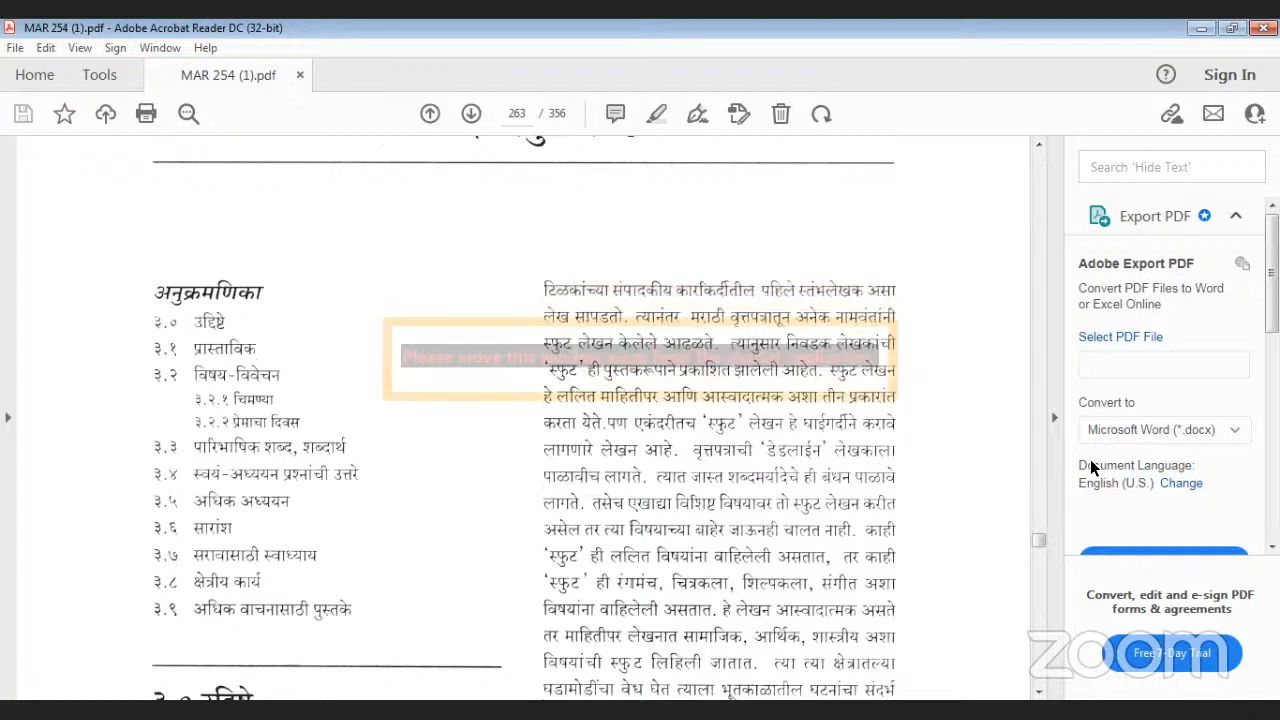 MAR 254 (1).pdf - Adobe Acrobat Reader DC (32-bit)
File Edit View Sign Window Help
Home Tools MAR 254 (1).pdf × Sign In
263 / 356
Search 'Hide Text'
Export PDF
Adobe Export PDF
Convert PDF Files to Word
or Excel Online
Select PDF File
Convert to
Microsoft Word (*.docx)
Document Language:
English (U.S.) Change
Convert, edit and e-sign PDF
forms & agreements
Free 7-Day Trial
zoom
अनुक्रमणिका
३.० उद्दिष्टे
३.१ प्रास्ताविक
३.२ विषय-विवेचन
३.२.१ चिमण्या
३.२.२ प्रेमाचा दिवस
३.३ पारिभाषिक शब्द, शब्दार्थ
३.४ स्वयं-अध्ययन प्रश्नांची उत्तरे
३.५ अधिक अध्ययन
३.६ सारांश
३.७ सरावासाठी स्वाध्याय
३.८ क्षेत्रीय कार्य
३.९ अधिक वाचनासाठी पुस्तके
टिळकांच्या संपादकीय कारकिर्दीतील पहिले स्तंभलेखक असा
लेख सापडतो. त्यानंतर मराठी वृत्तपत्रातून अनेक नामवंतांनी
स्फुट लेखन केलेले आढळते. त्यानुसार निवडक लेखकांची
'स्फुट' ही पुस्तकरूपाने प्रकाशित झालेली आहेत. स्फुट लेखन
हे ललित माहितीपर आणि आस्वादात्मक अशा तीन प्रकारांत
करता येते.पण एकंदरीतच 'स्फुट' लेखन हे घाईगर्दीने करावे
लागणारे लेखन आहे. वृत्तपत्राची 'डेडलाईन' लेखकाला
पाळावीच लागते. त्यात जास्त शब्दमर्यादेचे ही बंधन पाळावे
लागते. तसेच एखाद्या विशिष्ट विषयावर तो स्फुट लेखन करीत
असेल तर त्या विषयाच्या बाहेर जाऊनही चालत नाही. काही
'स्फुट' ही ललित विषयांना वाहिलेली असतात, तर काही
'स्फुट' ही रंगमंच, चित्रकला, शिल्पकला, संगीत अशा
विषयांना वाहिलेली असतात. हे लेखन आस्वादात्मक असते
तर माहितीपर लेखनात सामाजिक, आर्थिक, शास्त्रीय अशा
विषयांची स्फुट लिहिली जातात. त्या त्या क्षेत्रातल्या
घडामोडींचा वेध घेत त्याला भूतकाळातील घटनांचा संदर्भ